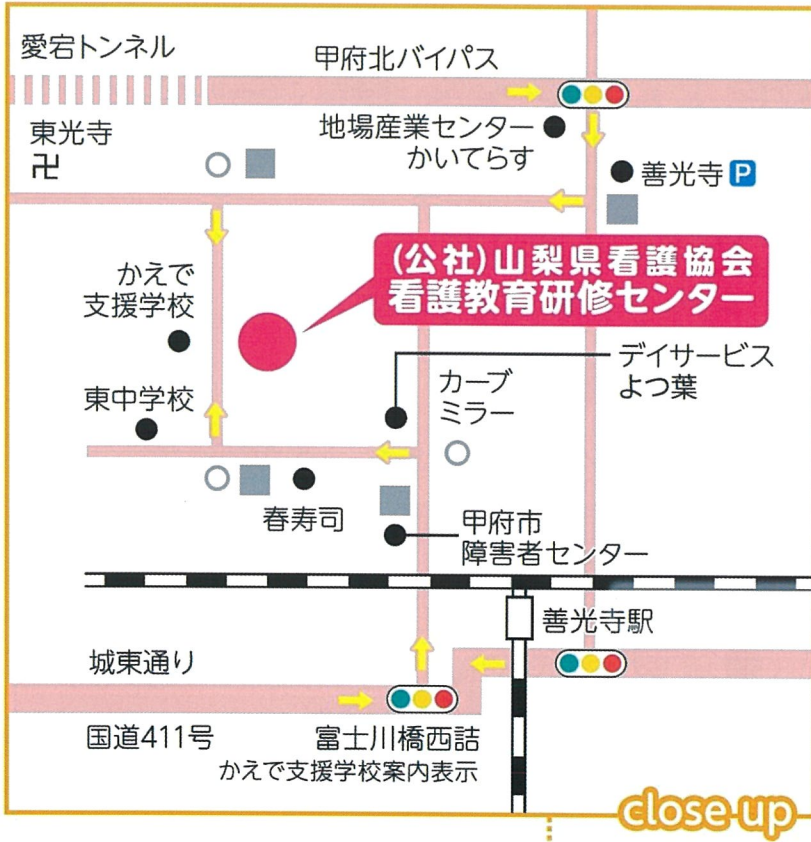 愛宕トンネル
甲府北バイパス
東光寺
卍
地場産業センター
かいてらす
善光寺 P
(公社)山梨県看護協会
看護教育研修センター
かえで
支援学校
デイサービス
よつ葉
カーブ
ミラー
東中学校
春寿司
甲府市
障害者センター
善光寺駅
城東通り
国道411号
富士川橋西詰
かえで支援学校案内表示
close up